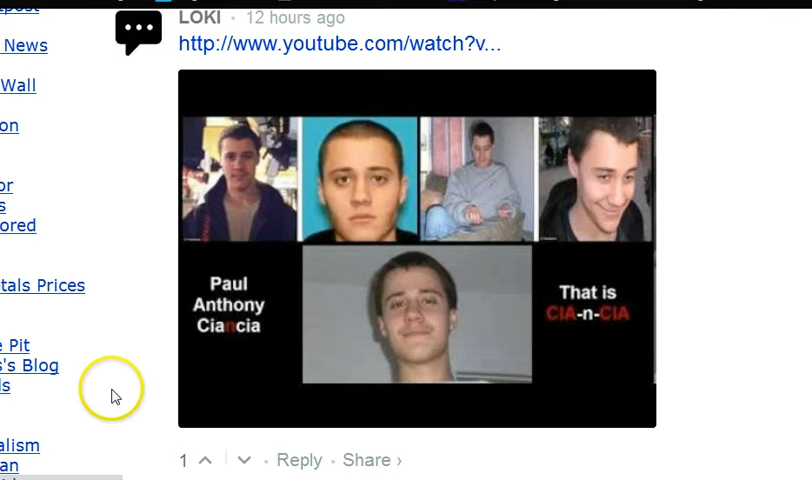 LOKI • 12 hours ago
http://www.youtube.com/watch?v...
News
Wall
on
or
s
ored
tals Prices
e Pit
s's Blog
ls
alism
an
Paul
Anthony
Ciancia
That is
CIA-n-CIA
1
• Reply • Share ›